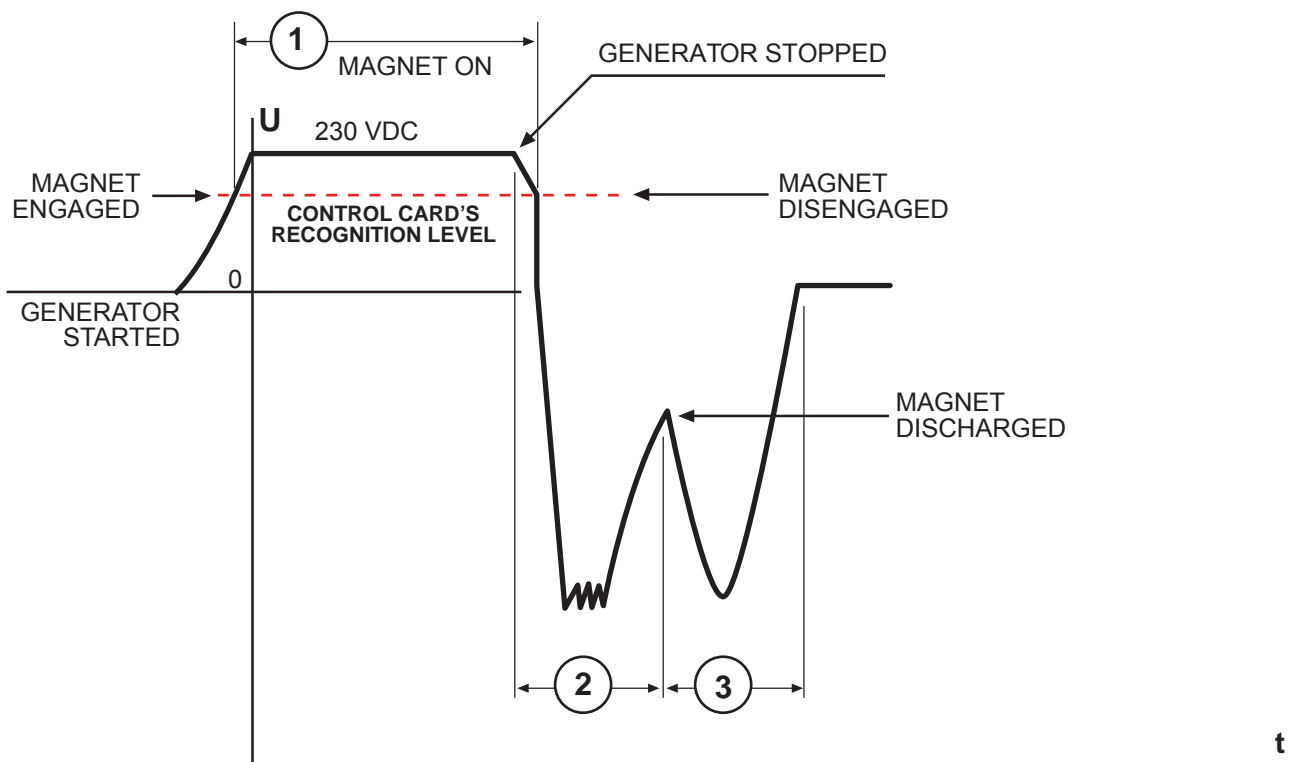 1
MAGNET ON
GENERATOR STOPPED
U
230 VDC
MAGNET
ENGAGED
MAGNET
DISENGAGED
CONTROL CARD'S
RECOGNITION LEVEL
0
GENERATOR
STARTED
MAGNET
DISCHARGED
2
3
t